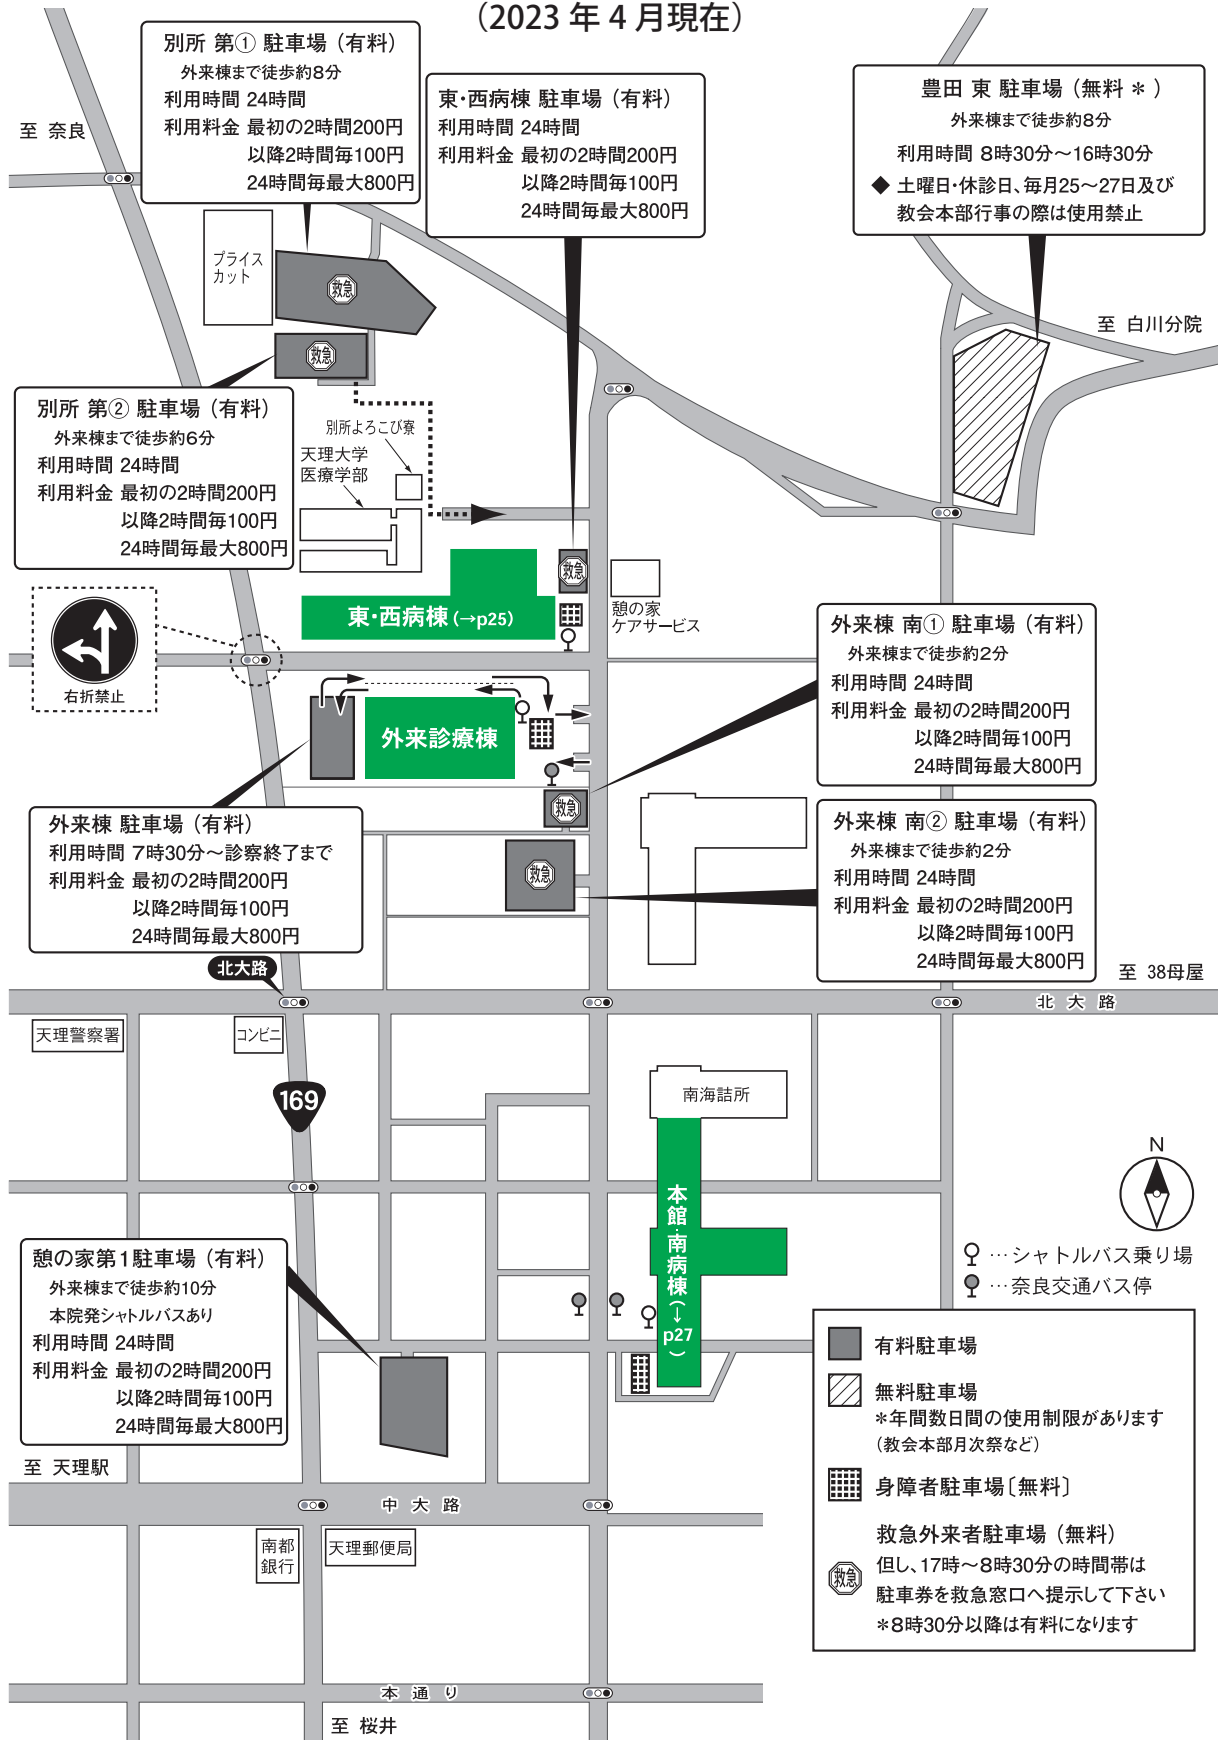 （2023 年 4 月現在）
別所 第① 駐車場（有料）
外来棟まで徒歩約8分
利用時間 24時間
利用料金 最初の2時間200円
以降2時間毎100円
24時間毎最大800円
東・西病棟 駐車場（有料）
利用時間 24時間
利用料金 最初の2時間200円
以降2時間毎100円
24時間毎最大800円
豊田 東 駐車場（無料＊）
外来棟まで徒歩約8分
利用時間 8時30分～16時30分
◆ 土曜日・休診日、毎月25～27日及び
教会本部行事の際は使用禁止
至 奈良
プライス
カット
救急
至 白川分院
救急
別所 第② 駐車場（有料）
外来棟まで徒歩約6分
利用時間 24時間
利用料金 最初の2時間200円
以降2時間毎100円
24時間毎最大800円
別所よろこび寮
天理大学
医療学部
救急
東・西病棟（→p25）
憩の家
ケアサービス
右折禁止
外来棟 南① 駐車場（有料）
外来棟まで徒歩約2分
利用時間 24時間
利用料金 最初の2時間200円
以降2時間毎100円
24時間毎最大800円
外来診療棟
救急
外来棟 駐車場（有料）
利用時間 7時30分～診察終了まで
利用料金 最初の2時間200円
以降2時間毎100円
24時間毎最大800円
救急
外来棟 南② 駐車場（有料）
外来棟まで徒歩約2分
利用時間 24時間
利用料金 最初の2時間200円
以降2時間毎100円
24時間毎最大800円
北大路
至 38母屋
北 大 路
天理警察署
コンビニ
169
南海詰所
N
本館・南病棟（→p27）
憩の家第1駐車場（有料）
外来棟まで徒歩約10分
本院発シャトルバスあり
利用時間 24時間
利用料金 最初の2時間200円
以降2時間毎100円
24時間毎最大800円
…シャトルバス乗り場
…奈良交通バス停
有料駐車場
無料駐車場
＊年間数日間の使用制限があります
（教会本部月次祭など）
身障者駐車場〔無料〕
救急外来者駐車場（無料）
救急
但し、17時～8時30分の時間帯は
駐車券を救急窓口へ提示して下さい
＊8時30分以降は有料になります
至 天理駅
中 大 路
南都
銀行
天理郵便局
本 通 り
至 桜井